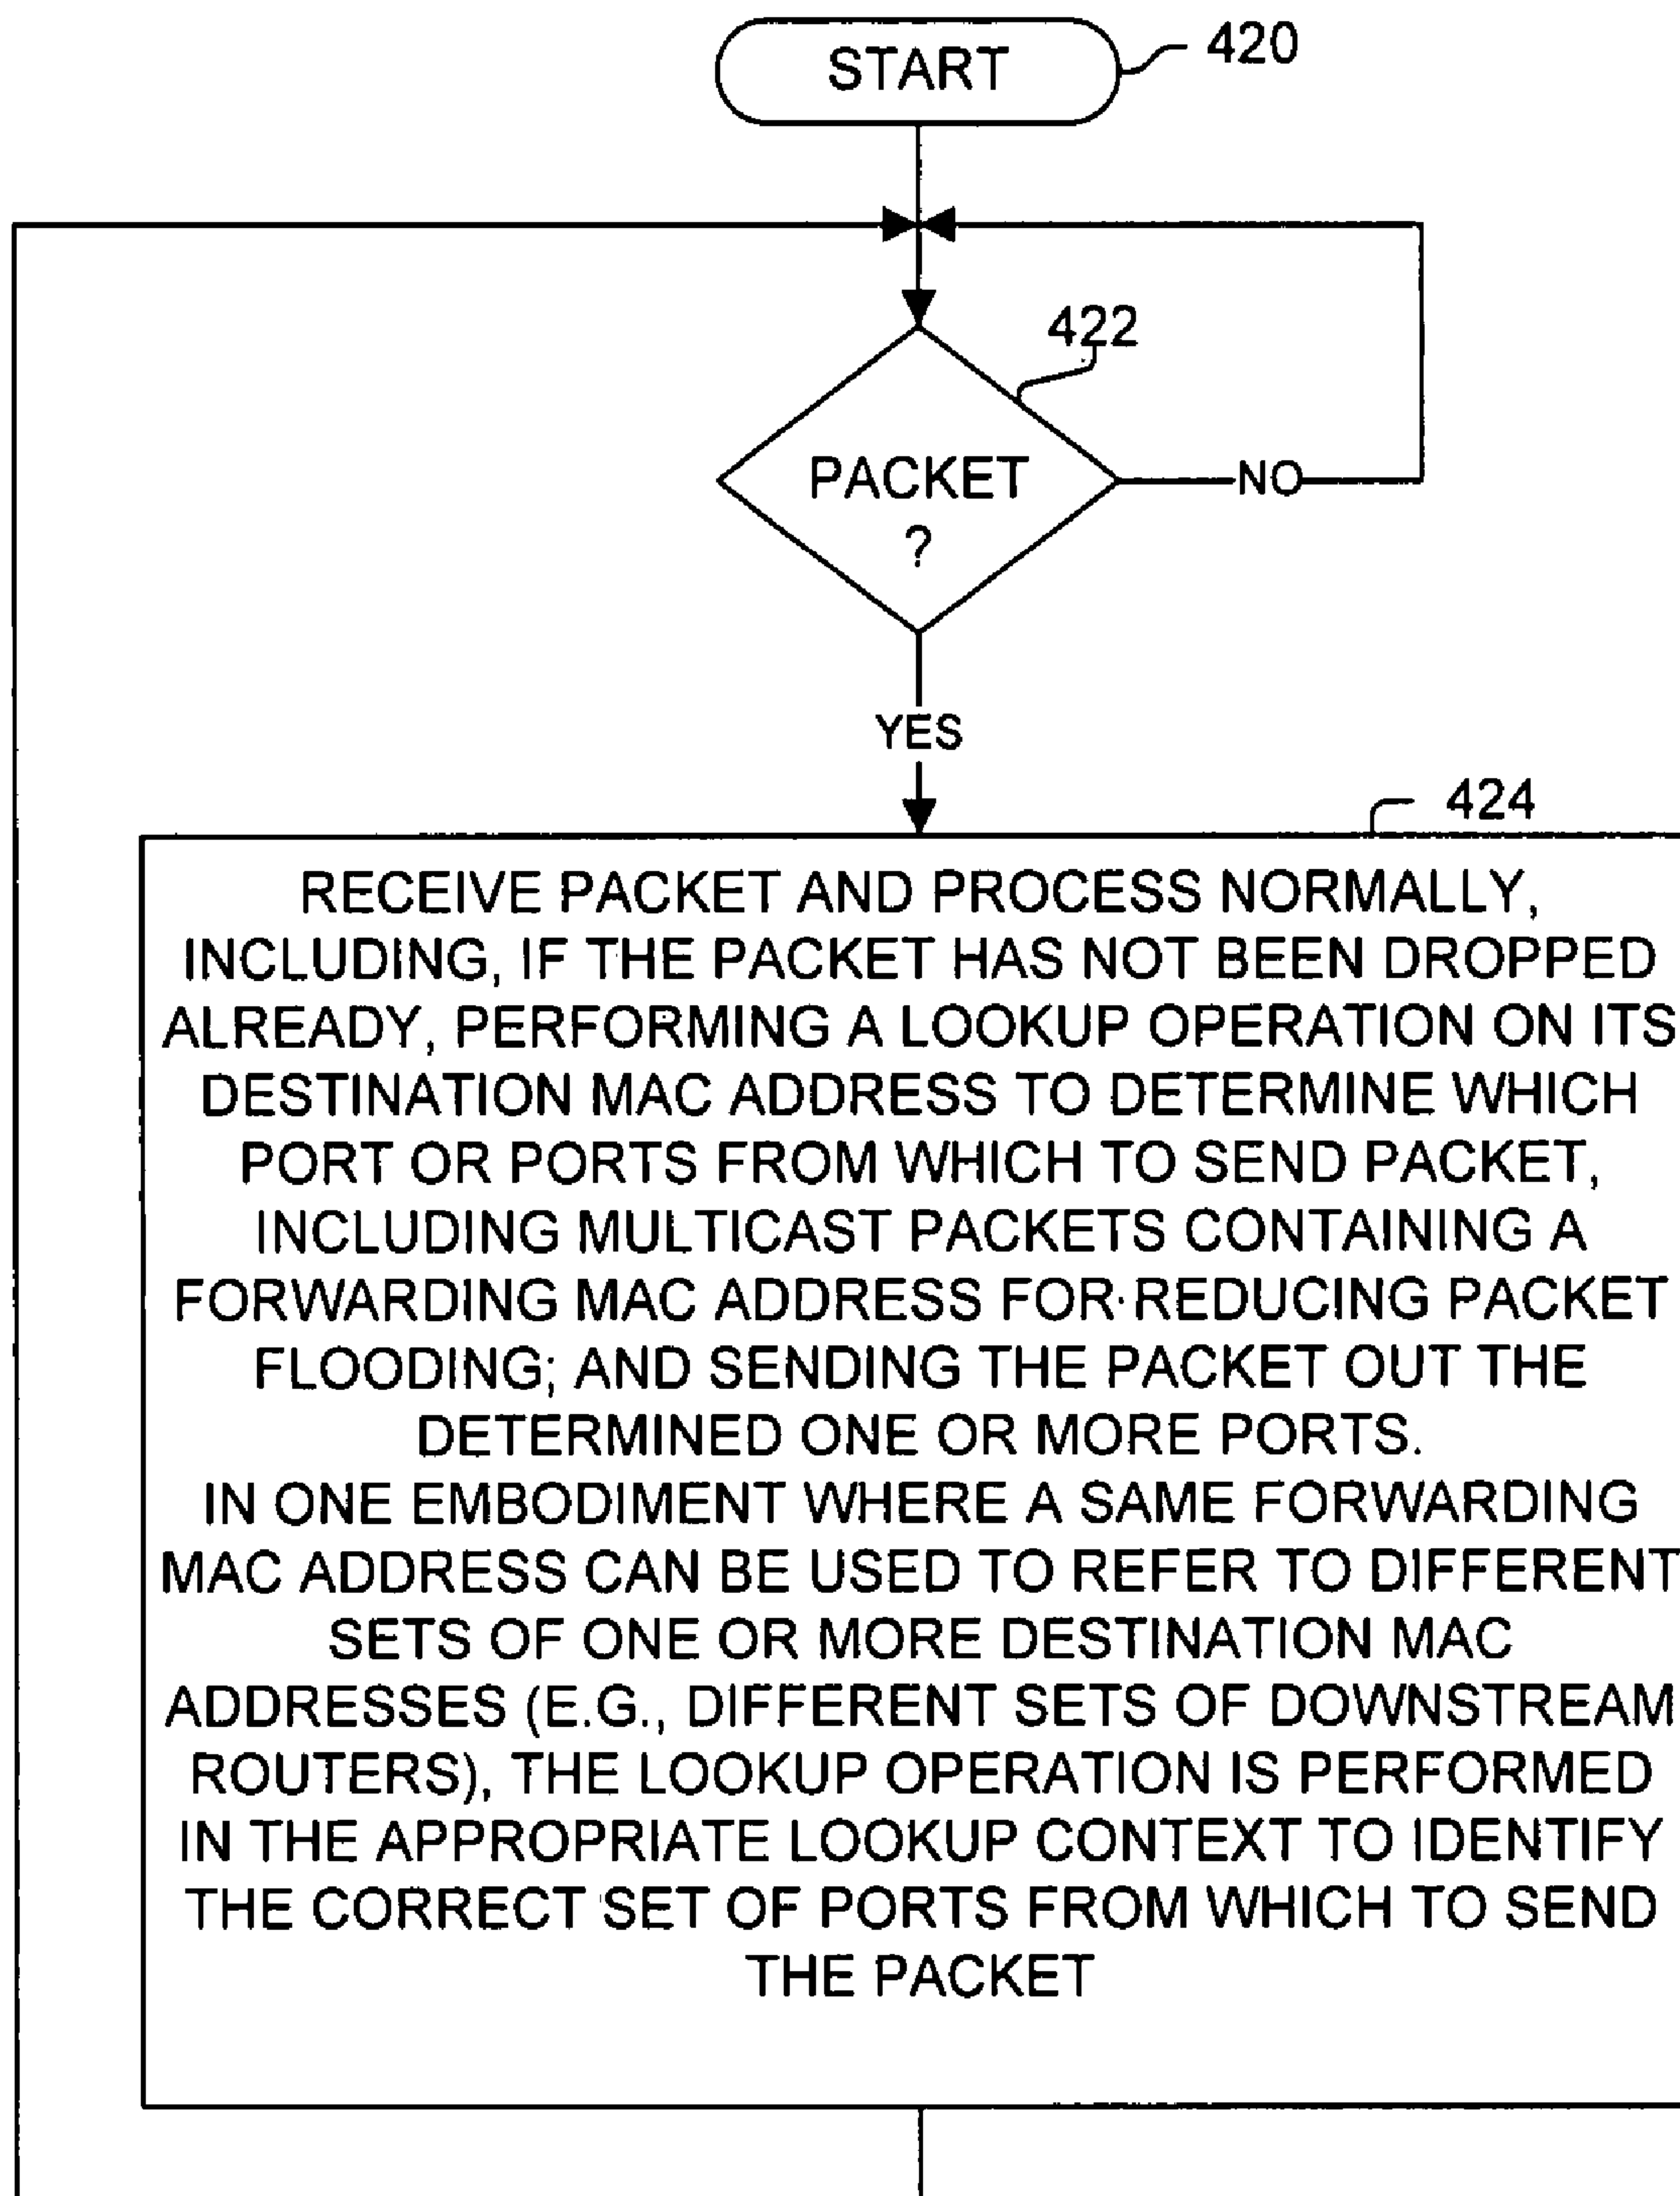 START
420
422
PACKET
?
NO
YES
424
RECEIVE PACKET AND PROCESS NORMALLY,
INCLUDING, IF THE PACKET HAS NOT BEEN DROPPED
ALREADY, PERFORMING A LOOKUP OPERATION ON ITS
DESTINATION MAC ADDRESS TO DETERMINE WHICH
PORT OR PORTS FROM WHICH TO SEND PACKET,
INCLUDING MULTICAST PACKETS CONTAINING A
FORWARDING MAC ADDRESS FOR REDUCING PACKET
FLOODING; AND SENDING THE PACKET OUT THE
DETERMINED ONE OR MORE PORTS.
IN ONE EMBODIMENT WHERE A SAME FORWARDING
MAC ADDRESS CAN BE USED TO REFER TO DIFFERENT
SETS OF ONE OR MORE DESTINATION MAC
ADDRESSES (E.G., DIFFERENT SETS OF DOWNSTREAM
ROUTERS), THE LOOKUP OPERATION IS PERFORMED
IN THE APPROPRIATE LOOKUP CONTEXT TO IDENTIFY
THE CORRECT SET OF PORTS FROM WHICH TO SEND
THE PACKET